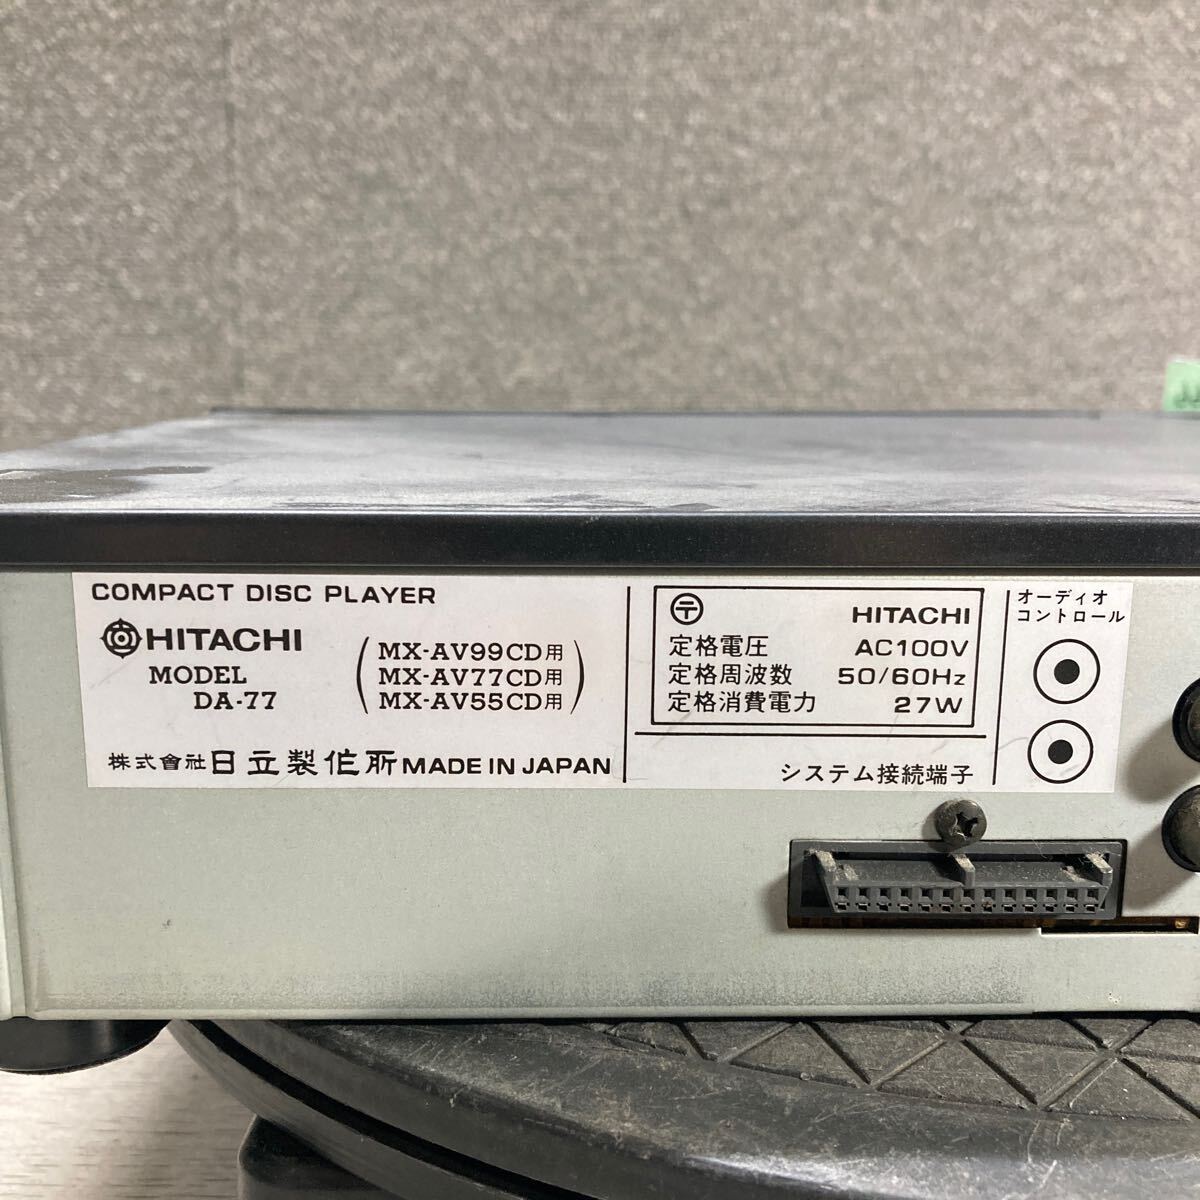 COMPACT DISC PLAYER
HITACHI
MODEL
DA-77
MX-AV99CD用
MX-AV77CD用
MX-AV55CD用
株式會社日立製作所 MADE IN JAPAN
〒 HITACHI
定格電圧 AC100V
定格周波数 50/60Hz
定格消費電力 27W
システム接続端子
オーディオ
コントロール